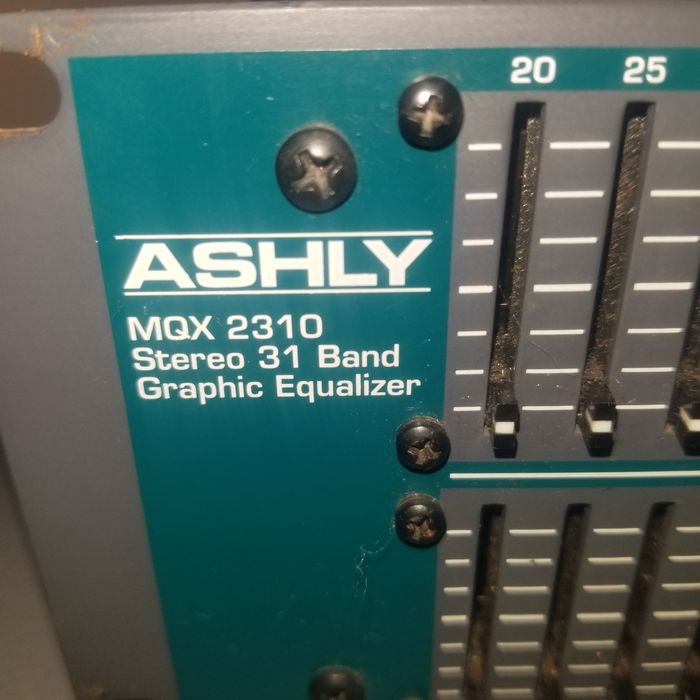 20 25
ASHLY
MQX 2310
Stereo 31 Band
Graphic Equalizer